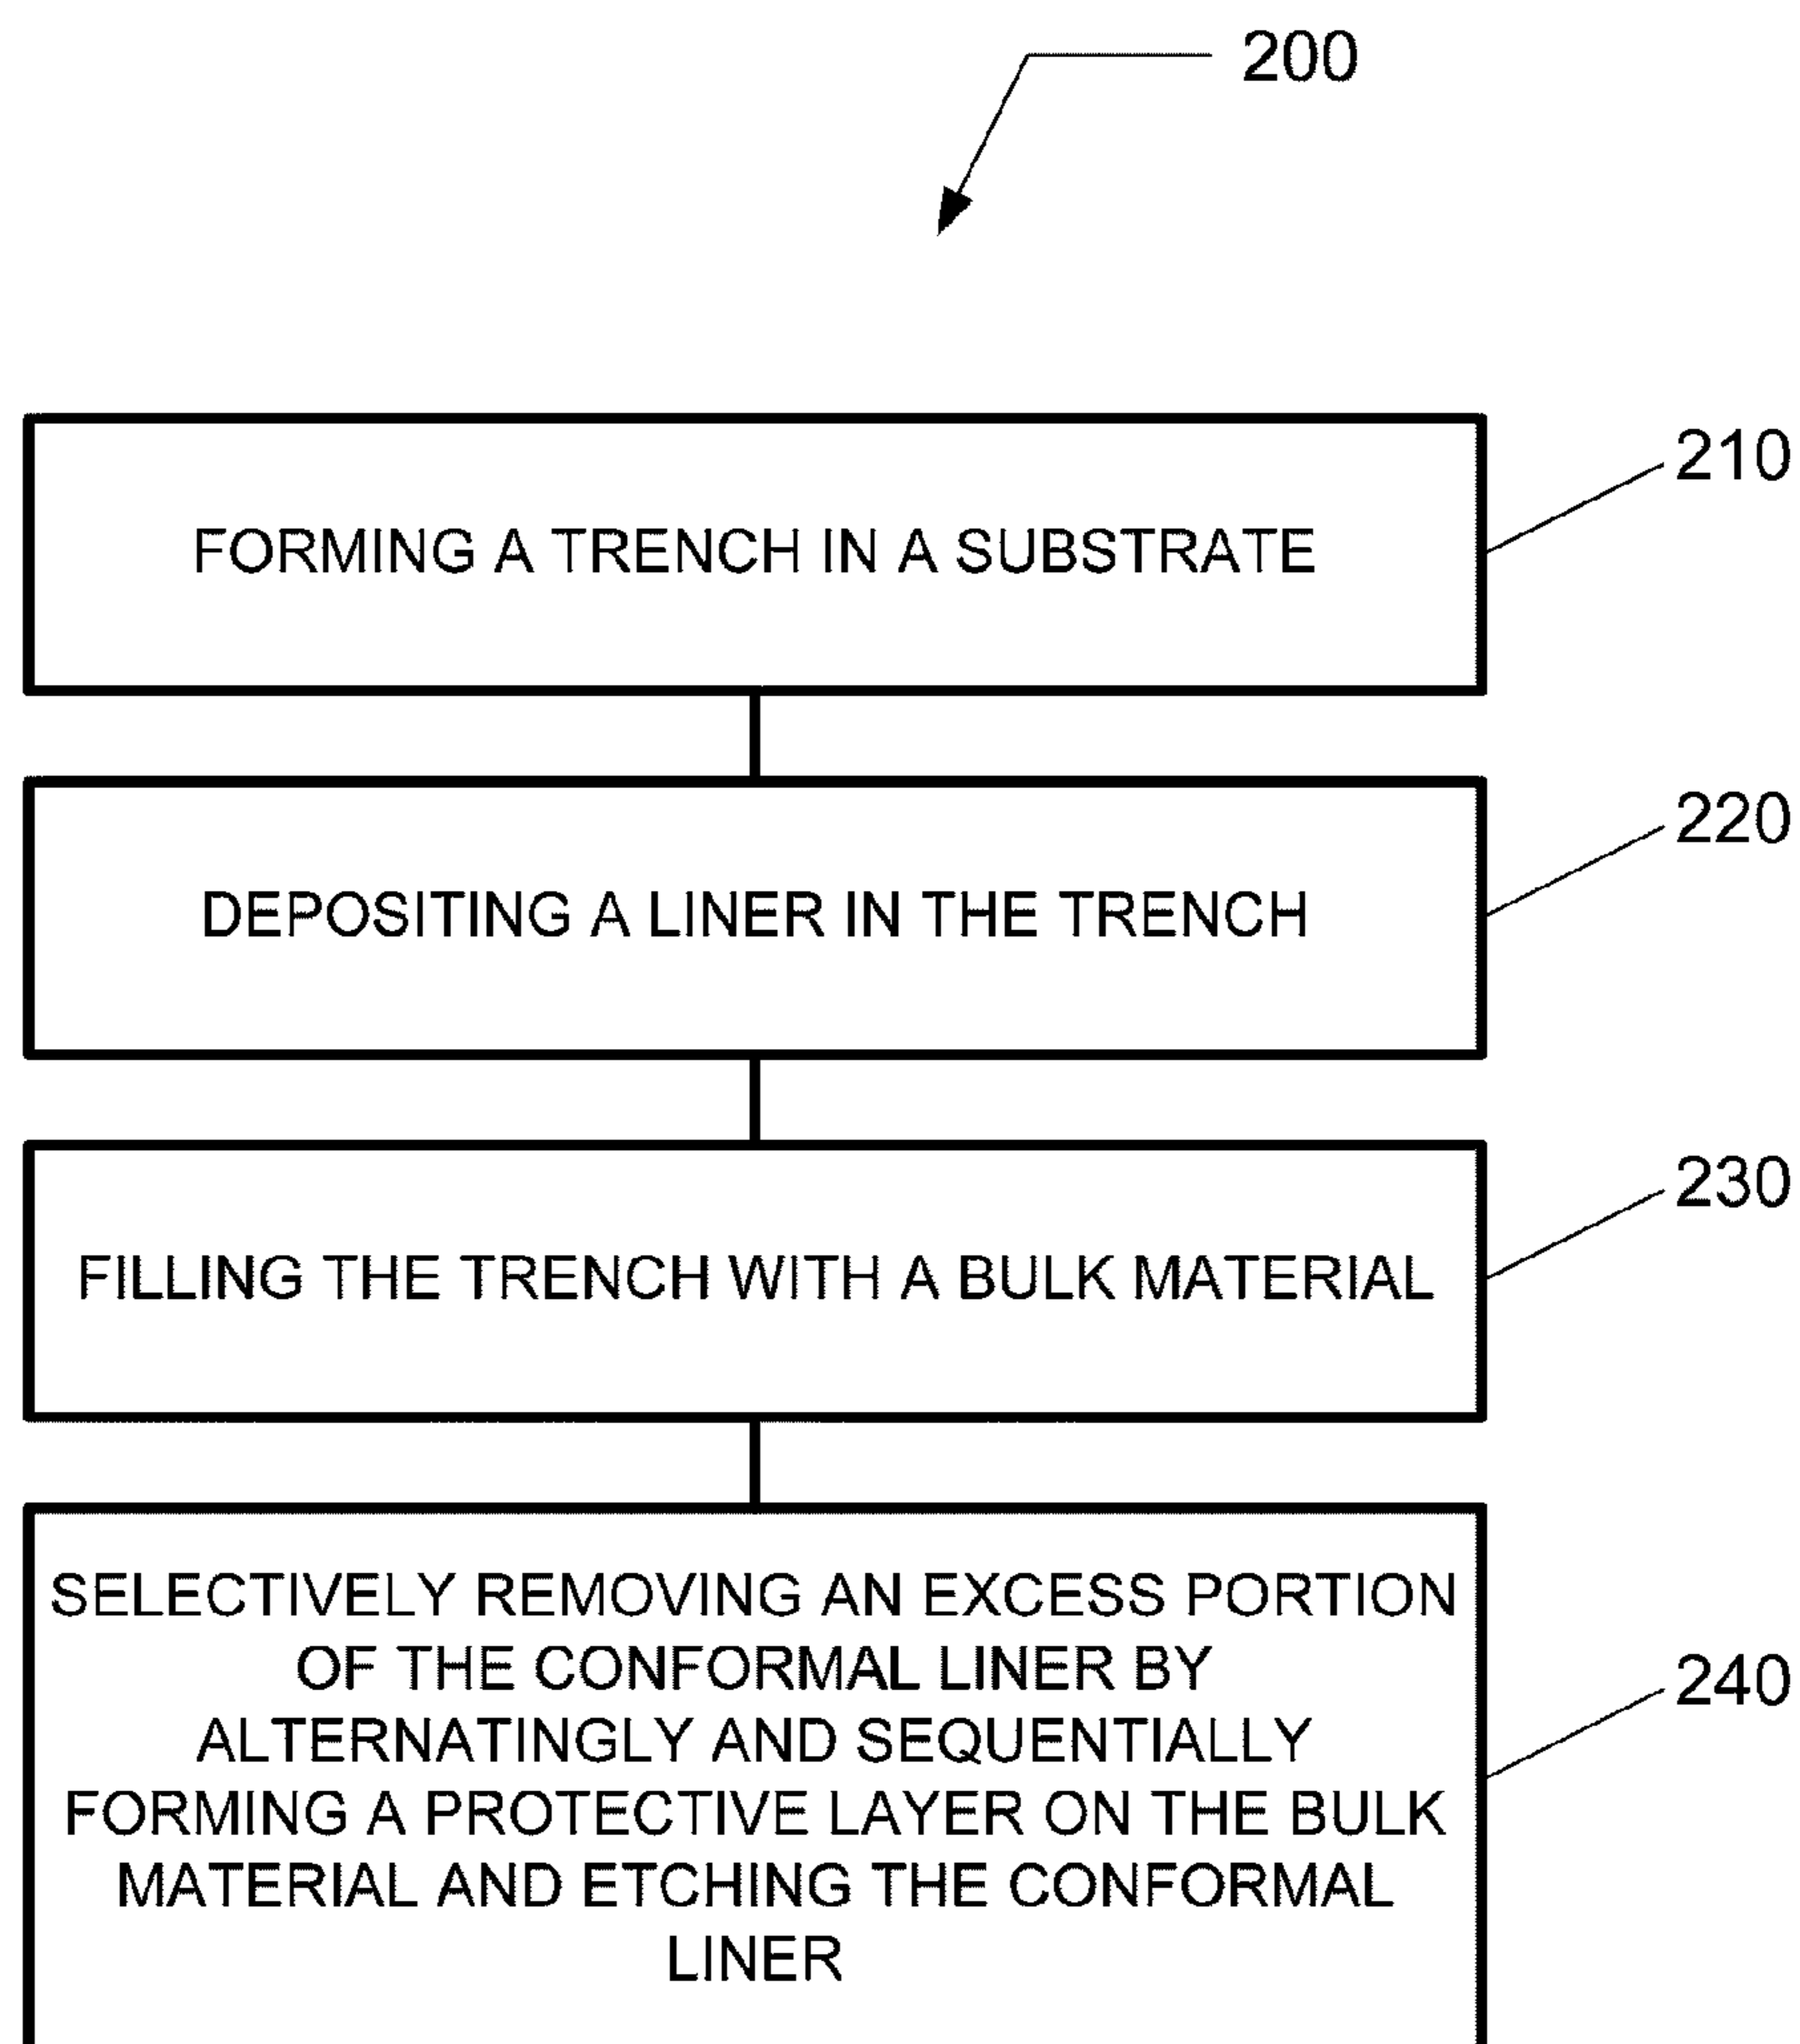 200
FORMING A TRENCH IN A SUBSTRATE
210
DEPOSITING A LINER IN THE TRENCH
220
FILLING THE TRENCH WITH A BULK MATERIAL
230
SELECTIVELY REMOVING AN EXCESS PORTION
OF THE CONFORMAL LINER BY
ALTERNATINGLY AND SEQUENTIALLY
FORMING A PROTECTIVE LAYER ON THE BULK
MATERIAL AND ETCHING THE CONFORMAL
LINER
240